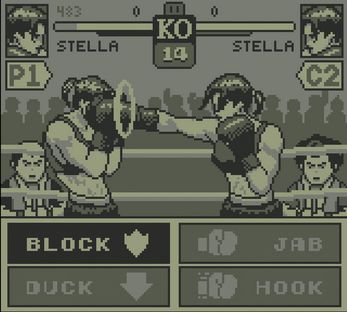 483 0 KO 0
STELLA 14 STELLA
P1 C2
BLOCK JAB
DUCK HOOK